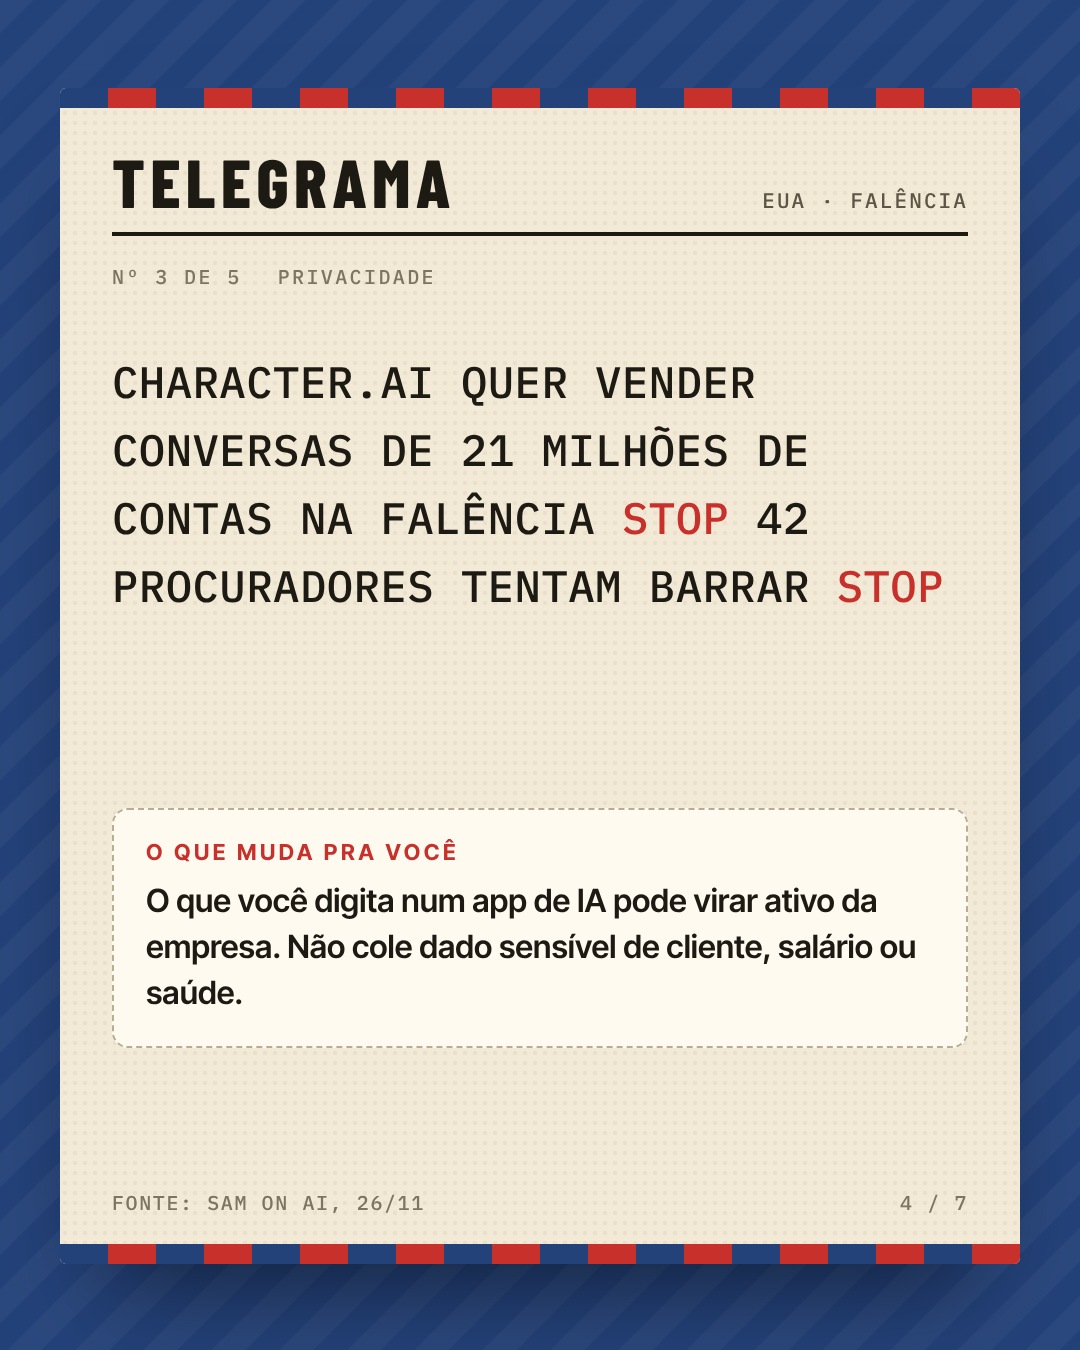 TELEGRAMA
EUA · FALÊNCIA
Nº 3 DE 5 PRIVACIDADE
CHARACTER.AI QUER VENDER
CONVERSAS DE 21 MILHÕES DE
CONTAS NA FALÊNCIA STOP 42
PROCURADORES TENTAM BARRAR STOP
O QUE MUDA PRA VOCÊ
O que você digita num app de IA pode virar ativo da
empresa. Não cole dado sensível de cliente, salário ou
saúde.
FONTE: SAM ON AI, 26/11
4 / 7